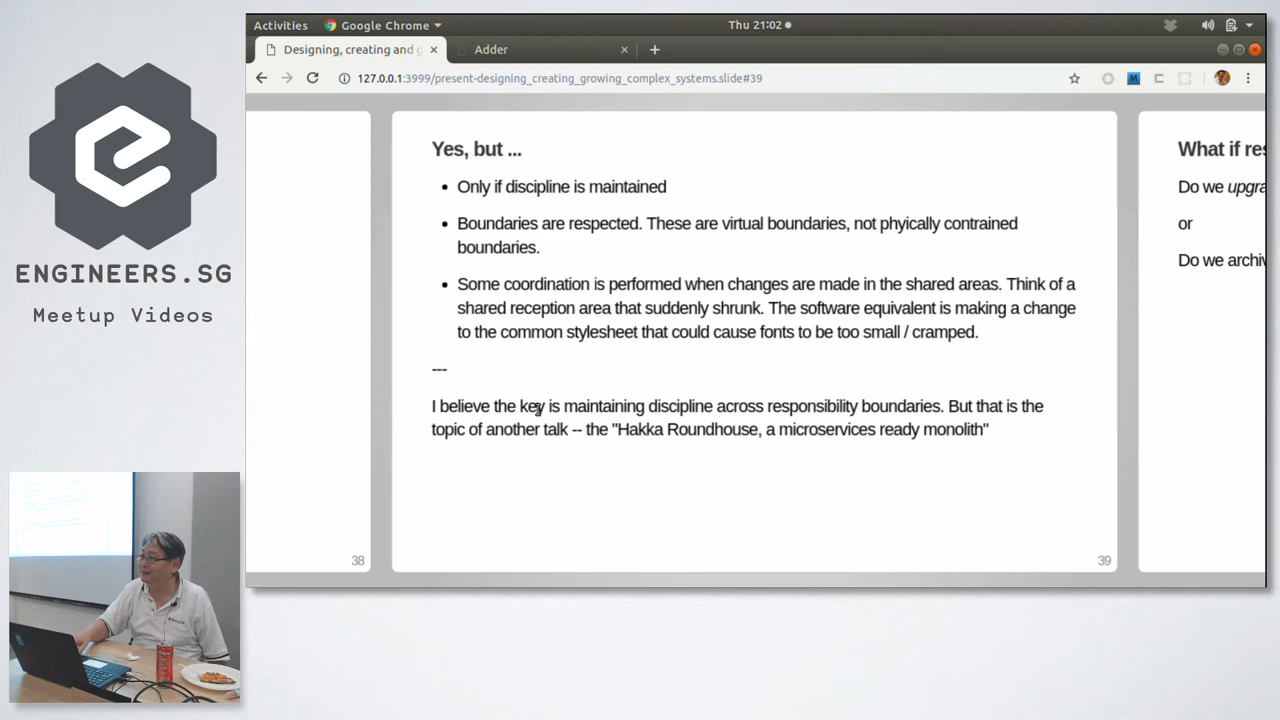 Activities
Google Chrome
Thu 21:02
Designing, creating and g
Adder
127.0.0.1:3999/present-designing_creating_growing_complex_systems.slide#39
M
ENGINEERS.SG
Meetup Videos
Yes, but ...
• Only if discipline is maintained
• Boundaries are respected. These are virtual boundaries, not phyically contrained
boundaries.
• Some coordination is performed when changes are made in the shared areas. Think of a
shared reception area that suddenly shrunk. The software equivalent is making a change
to the common stylesheet that could cause fonts to be too small / cramped.
---
I believe the key is maintaining discipline across responsibility boundaries. But that is the
topic of another talk -- the "Hakka Roundhouse, a microservices ready monolith"
38
39
What if res
Do we upgra
or
Do we archiv